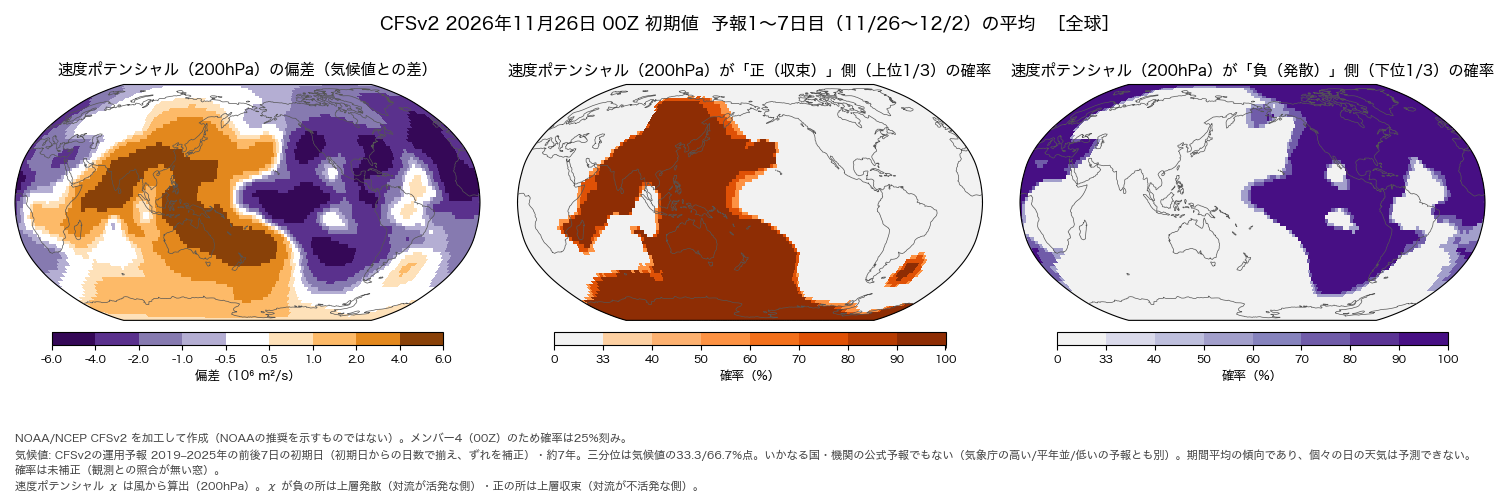 CFSv2 2026年11月26日 00Z 初期値 予報1～7日目（11/26～12/2）の平均 ［全球］
速度ポテンシャル（200hPa）の偏差（気候値との差）
速度ポテンシャル（200hPa）が「正（収束）」側（上位1/3）の確率
速度ポテンシャル（200hPa）が「負（発散）」側（下位1/3）の確率
-6.0 -4.0 -2.0 -1.0 -0.5 0.5 1.0 2.0 4.0 6.0
偏差（10⁶ m²/s）
0 33 40 50 60 70 80 90 100
確率（%）
0 33 40 50 60 70 80 90 100
確率（%）
NOAA/NCEP CFSv2 を加工して作成（NOAAの推奨を示すものではない）。メンバー4（00Z）のため確率は25%刻み。
気候値: CFSv2の運用予報 2019–2025年の前後7日の初期日（初期日からの日数で揃え、ずれを補正）・約7年。三分位は気候値の33.3/66.7%点。いかなる国・機関の公式予報でもない（気象庁の高い/平年並/低いの予報とも別）。期間平均の傾向であり、個々の日の天気は予測できない。
確率は未補正（観測との照合が無い窓）。
速度ポテンシャル χ は風から算出（200hPa）。χ が負の所は上層発散（対流が活発な側）・正の所は上層収束（対流が不活発な側）。